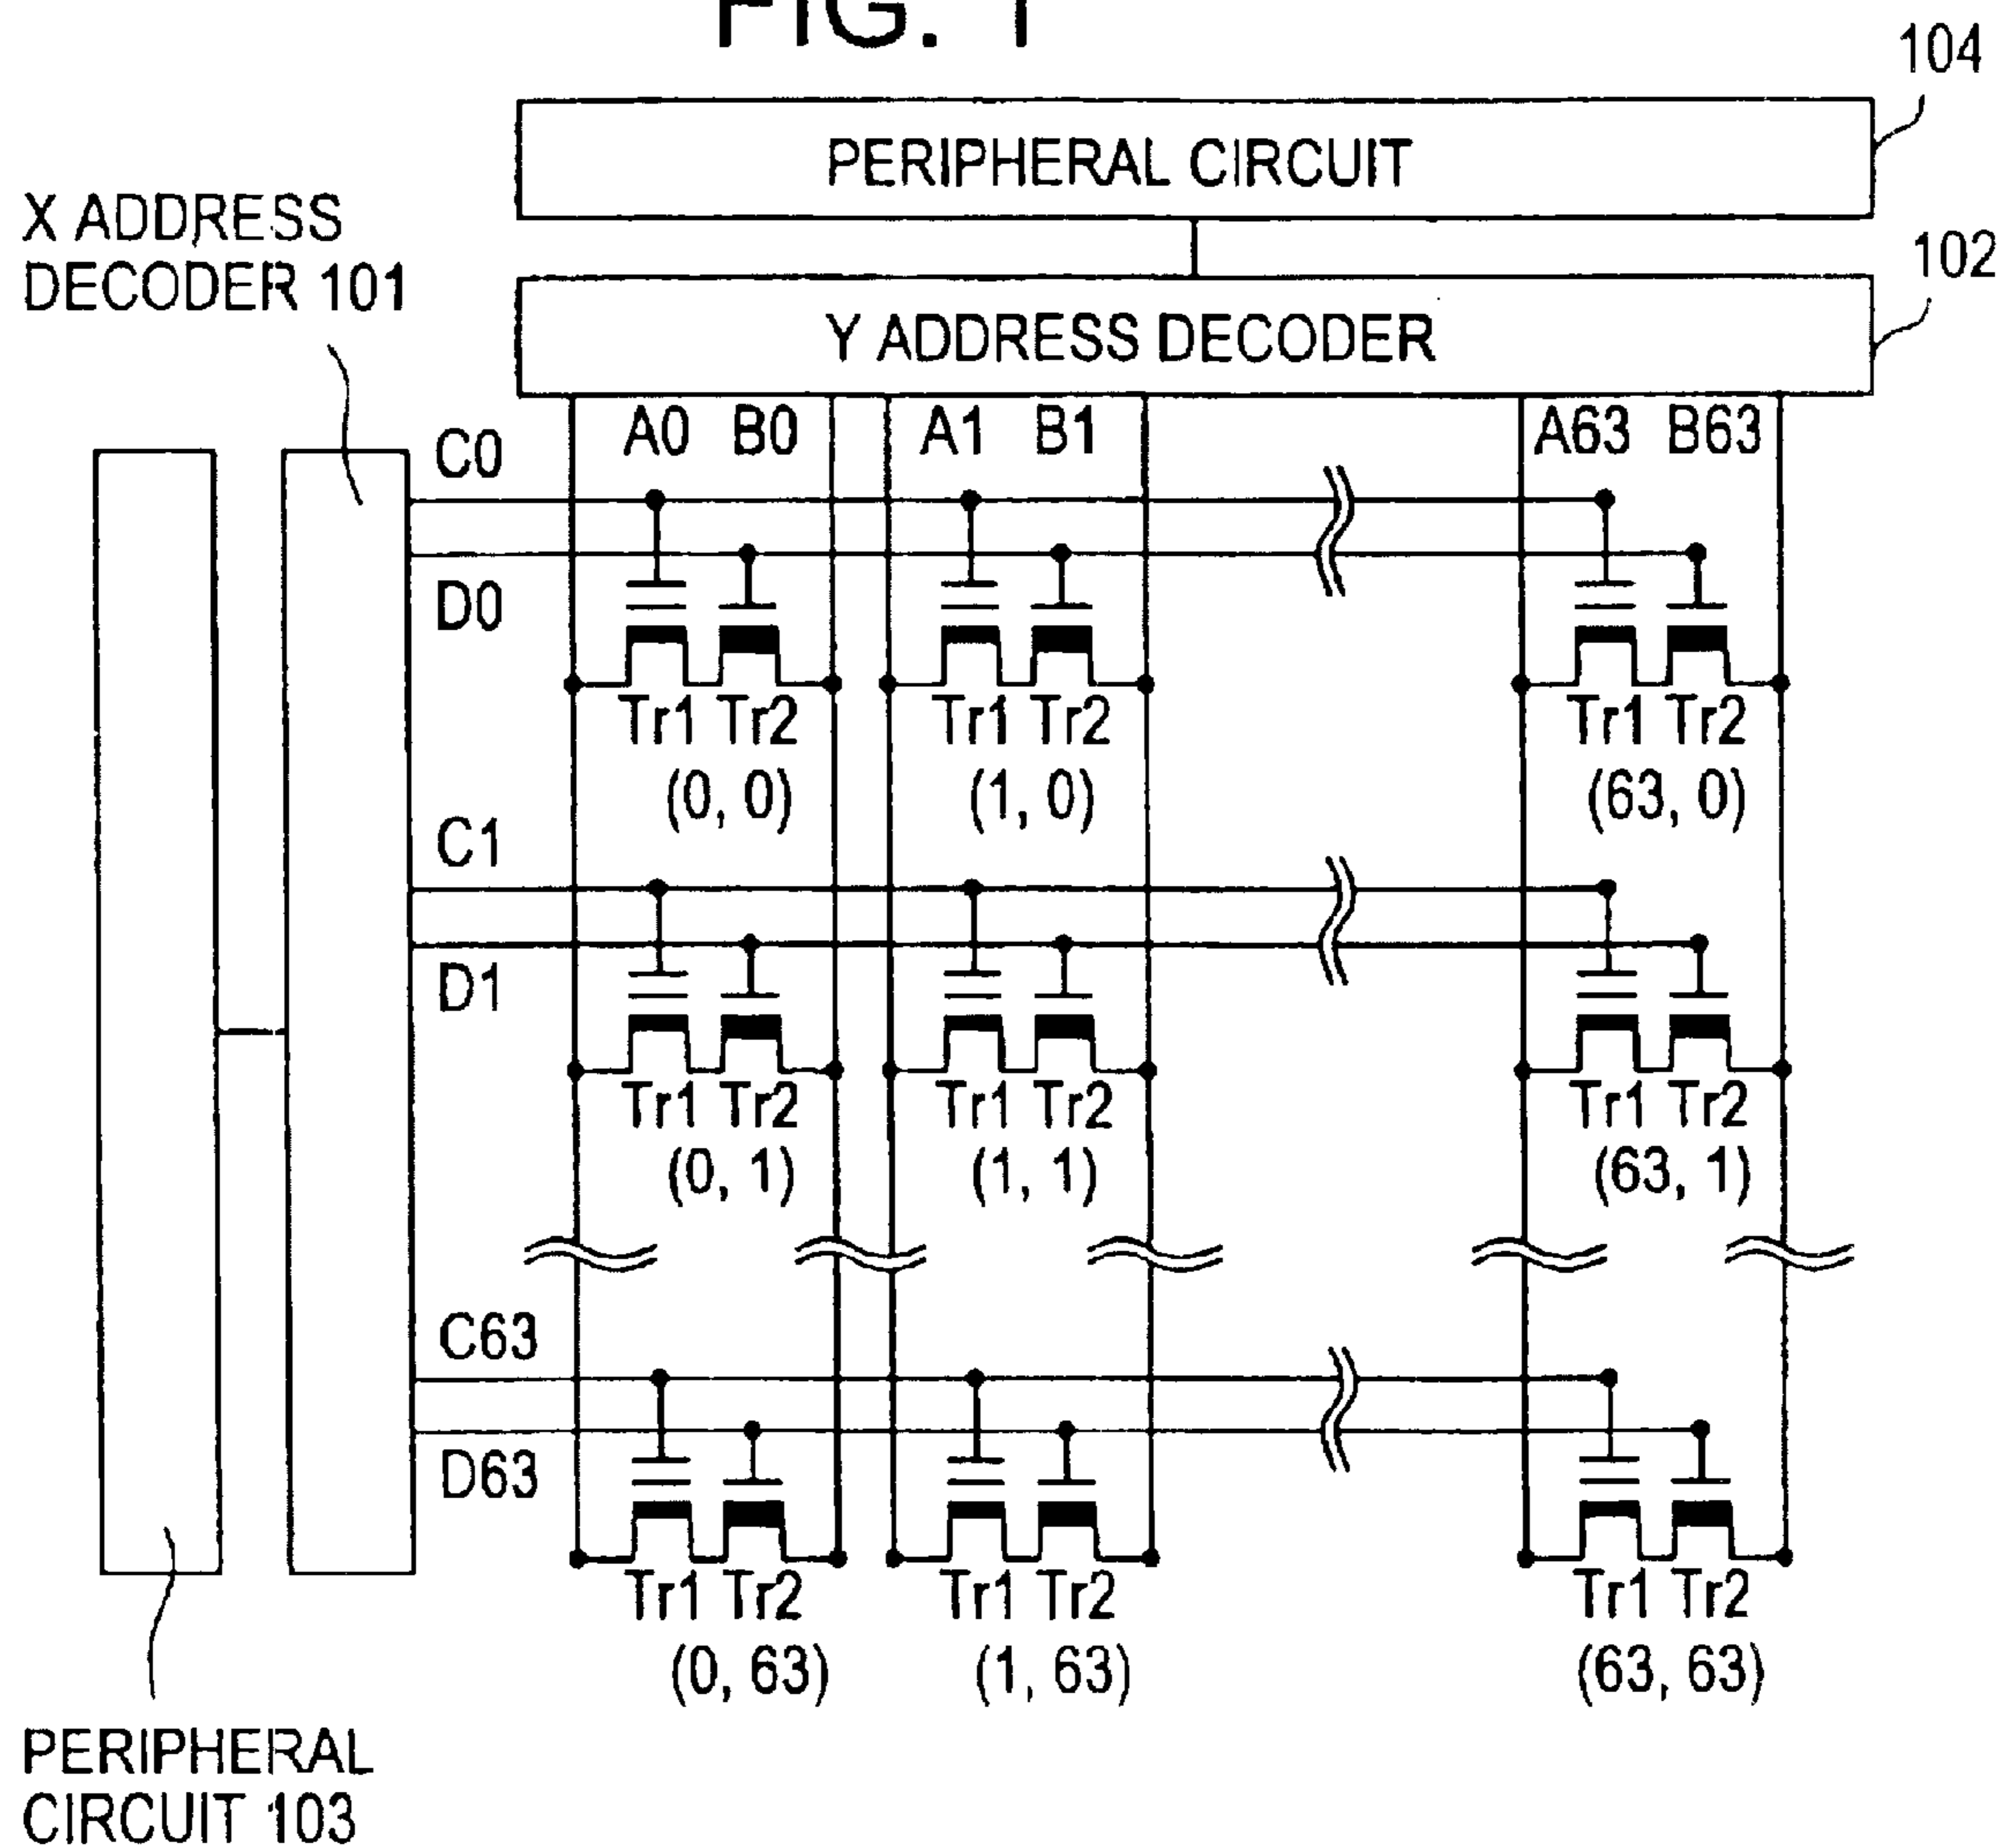 FIG. 1
104
PERIPHERAL CIRCUIT
X ADDRESS
DECODER 101
102
Y ADDRESS DECODER
A0 B0 A1 B1 A63 B63
C0
D0
Tr1 Tr2 Tr1 Tr2 Tr1 Tr2
(0, 0) (1, 0) (63, 0)
C1
D1
Tr1 Tr2 Tr1 Tr2 Tr1 Tr2
(0, 1) (1, 1) (63, 1)
C63
D63
Tr1 Tr2 Tr1 Tr2 Tr1 Tr2
(0, 63) (1, 63) (63, 63)
PERIPHERAL
CIRCUIT 103